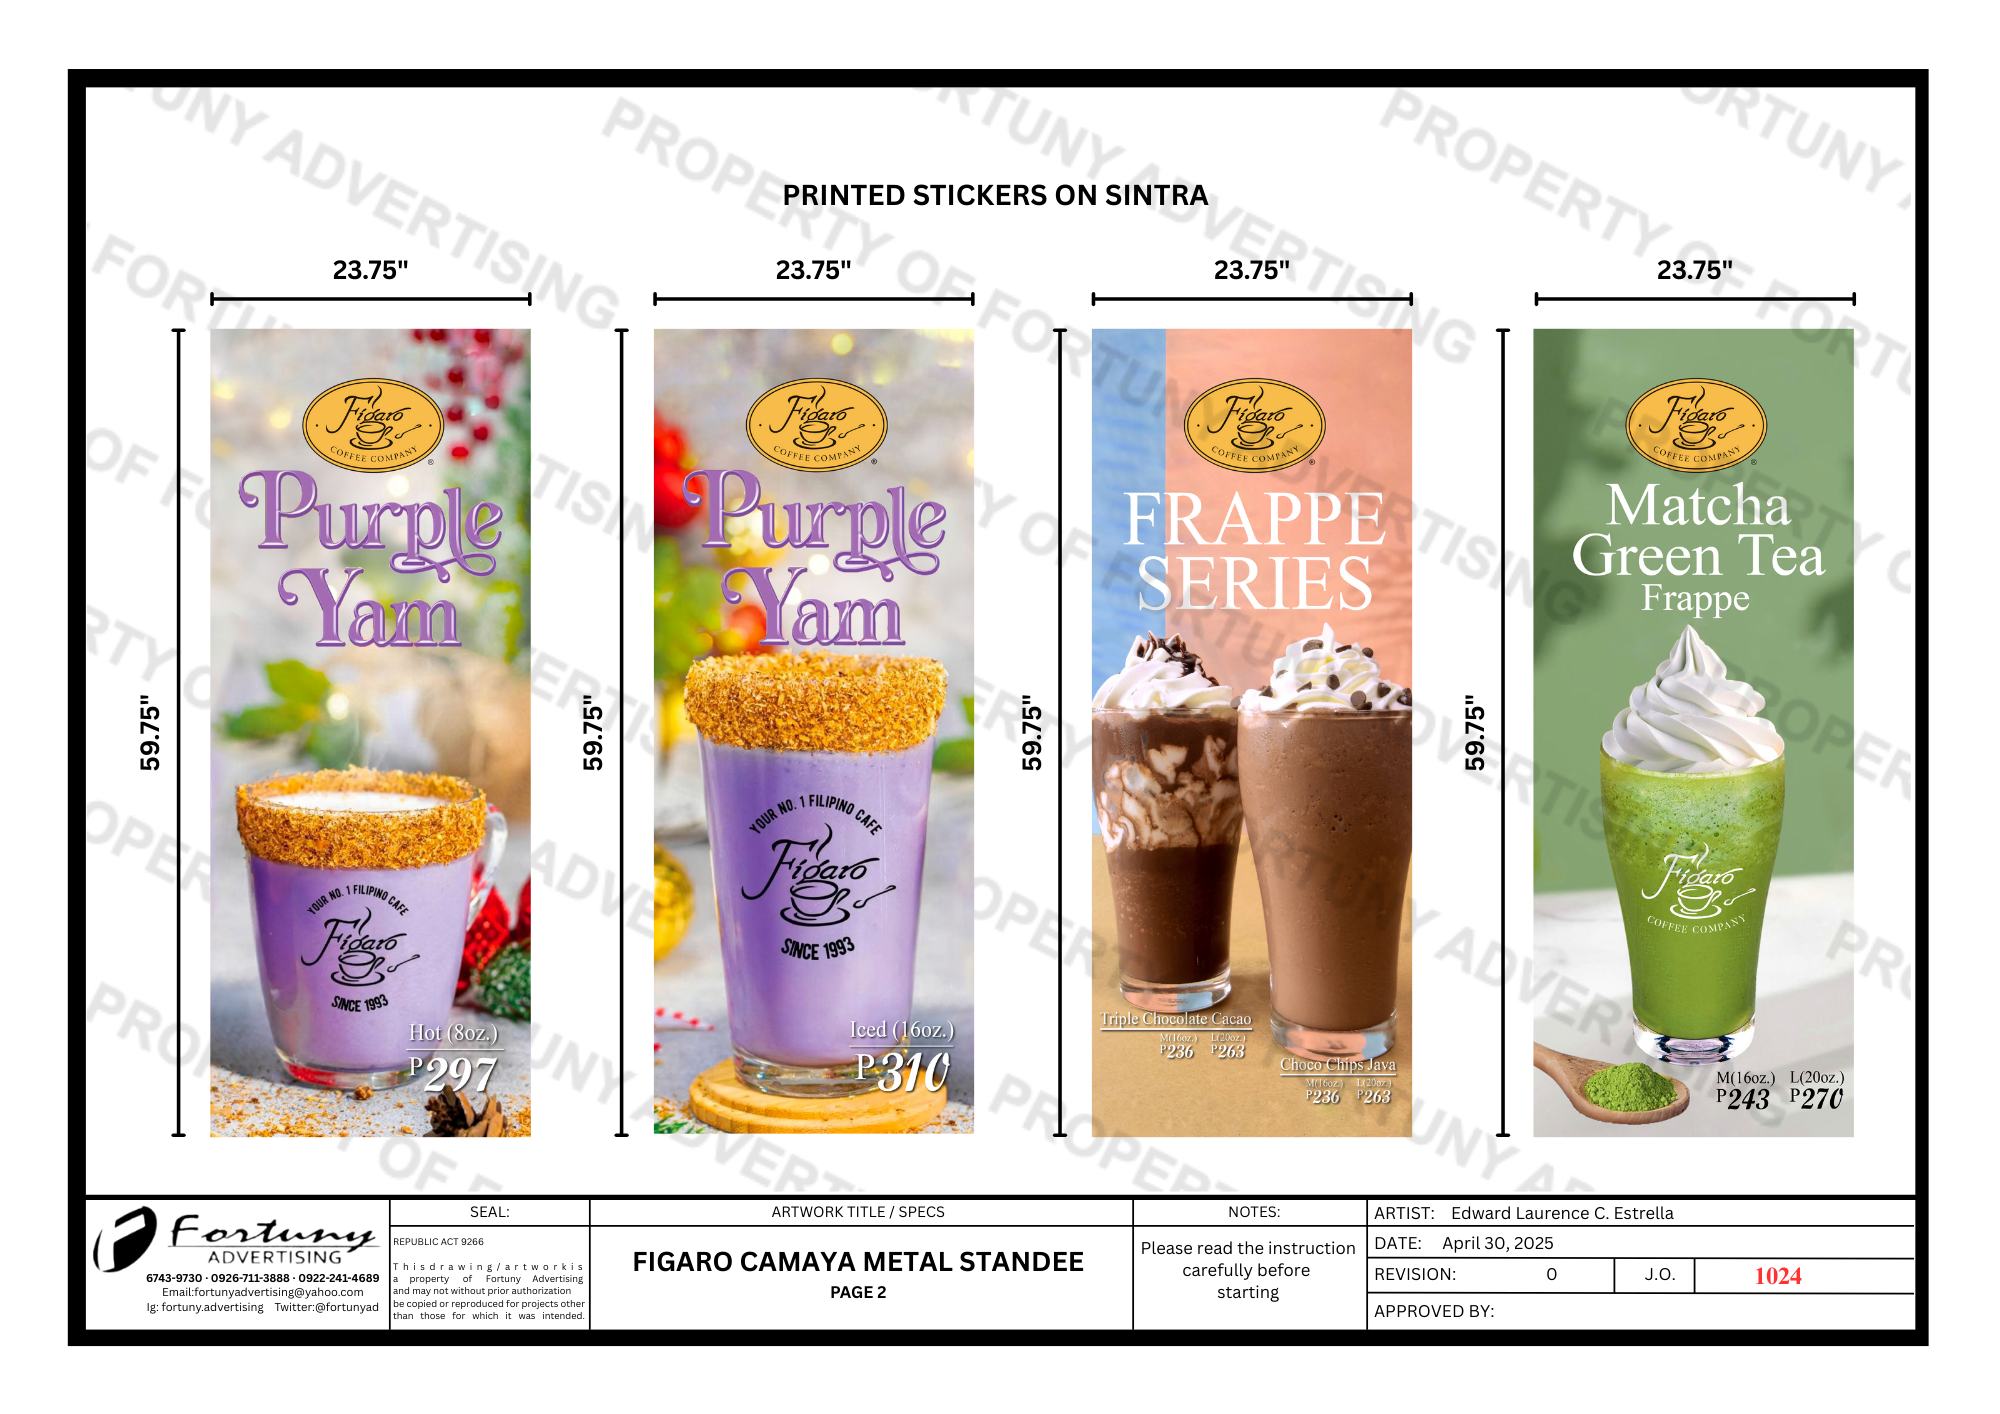 PRINTED STICKERS ON SINTRA
23.75"
23.75"
23.75"
23.75"
59.75"
59.75"
59.75"
59.75"
Figaro
COFFEE COMPANY
®
Purple
Yam
YOUR NO. 1 FILIPINO CAFE
Figaro
SINCE 1993
Hot (8oz.)
P297
Figaro
COFFEE COMPANY
®
Purple
Yam
YOUR NO. 1 FILIPINO CAFE
Figaro
SINCE 1993
Iced (16oz.)
P310
Figaro
COFFEE COMPANY
®
FRAPPE
SERIES
Triple Chocolate Cacao
M(16oz.) L(20oz.)
P236 P263
Choco Chips Java
M(16oz.) L(20oz.)
P236 P263
Figaro
COFFEE COMPANY
®
Matcha
Green Tea
Frappe
Figaro
COFFEE COMPANY
M(16oz.) L(20oz.)
P243 P270
PROPERTY OF FORTUNY ADVERTISING
Fortuny
ADVERTISING
6743-9730 · 0926-711-3888 · 0922-241-4689
Email:fortunyadvertising@yahoo.com
Ig: fortuny.advertising Twitter:@fortunyad
SEAL:
REPUBLIC ACT 9266
This drawing/artwork is
a property of Fortuny Advertising
and may not without prior authorization
be copied or reproduced for projects other
than those for which it was intended.
ARTWORK TITLE / SPECS
FIGARO CAMAYA METAL STANDEE
PAGE 2
NOTES:
Please read the instruction
carefully before
starting
ARTIST: Edward Laurence C. Estrella
DATE: April 30, 2025
REVISION: 0 J.O. 1024
APPROVED BY: